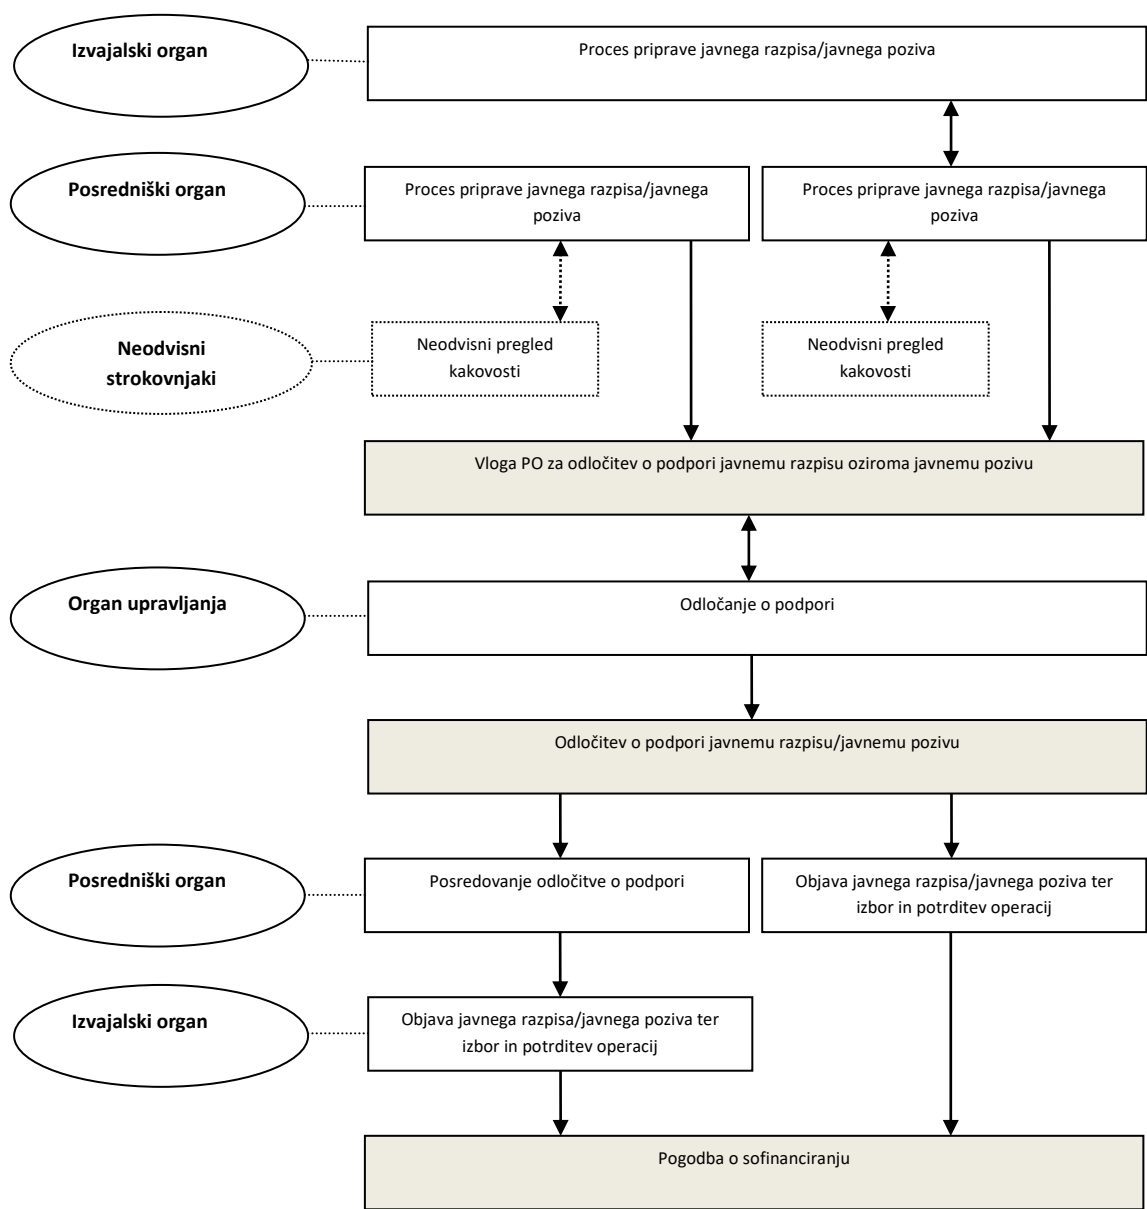 Izvajalski organ
Proces priprave javnega razpisa/javnega poziva
Posredniški organ
Proces priprave javnega razpisa/javnega
poziva
Proces priprave javnega razpisa/javnega
poziva
Neodvisni
strokovnjaki
Neodvisni pregled
kakovosti
Neodvisni pregled
kakovosti
Vloga PO za odločitev o podpori javnemu razpisu oziroma javnemu pozivu
Organ upravljanja
Odločanje o podpori
Odločitev o podpori javnemu razpisu/javnemu pozivu
Posredniški organ
Posredovanje odločitve o podpori
Objava javnega razpisa/javnega poziva ter
izbor in potrditev operacij
Izvajalski organ
Objava javnega razpisa/javnega poziva ter
izbor in potrditev operacij
Pogodba o sofinanciranju